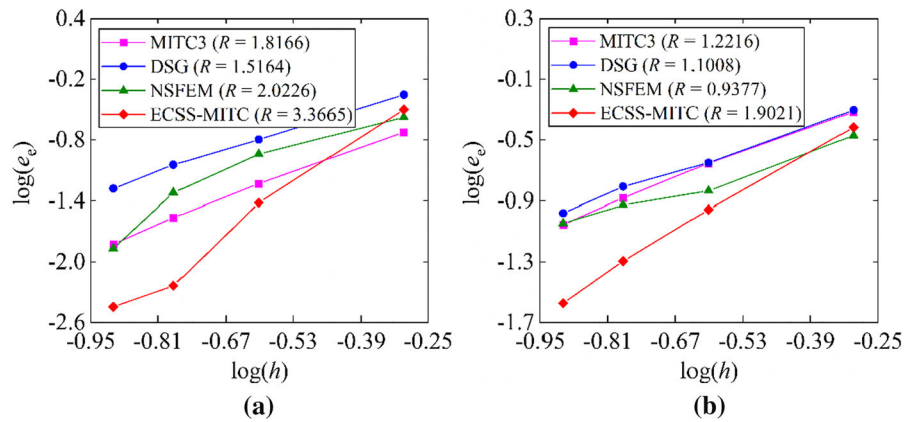 0.4
-0.2
-0.8
-1.4
-2.0
-2.6
log(eₑ)
MITC3 (R = 1.8166)
DSG (R = 1.5164)
NSFEM (R = 2.0226)
ECSS-MITC (R = 3.3665)
-0.95 -0.81 -0.67 -0.53 -0.39 -0.25
log(h)
(a)
0.3
-0.1
-0.5
-0.9
-1.3
-1.7
log(eₑ)
MITC3 (R = 1.2216)
DSG (R = 1.1008)
NSFEM (R = 0.9377)
ECSS-MITC (R = 1.9021)
-0.95 -0.81 -0.67 -0.53 -0.39 -0.25
log(h)
(b)